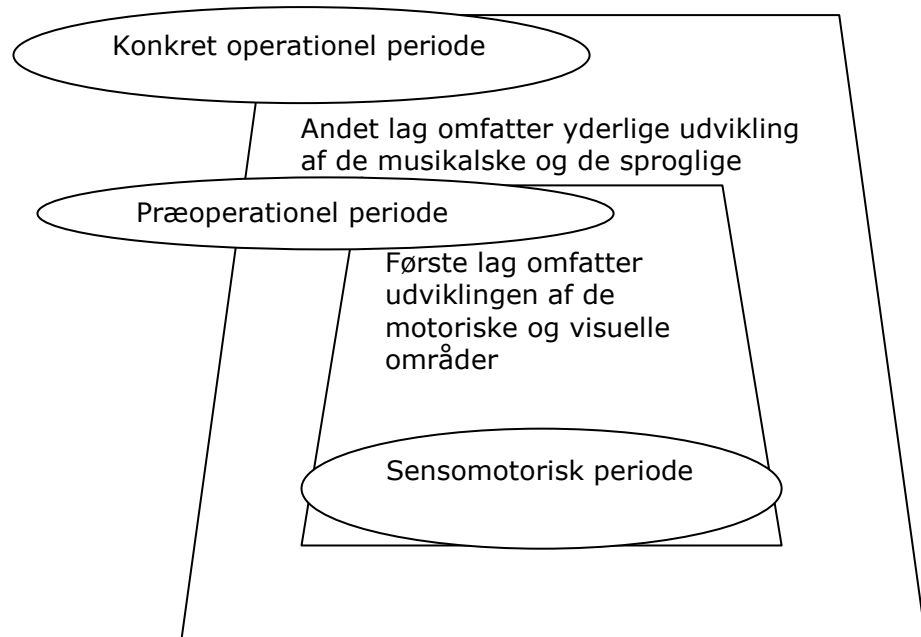 Konkret operationel periode
Andet lag omfatter yderlige udvikling
af de musikalske og de sproglige
Præoperationel periode
Første lag omfatter
udviklingen af de
motoriske og visuelle
områder
Sensomotorisk periode